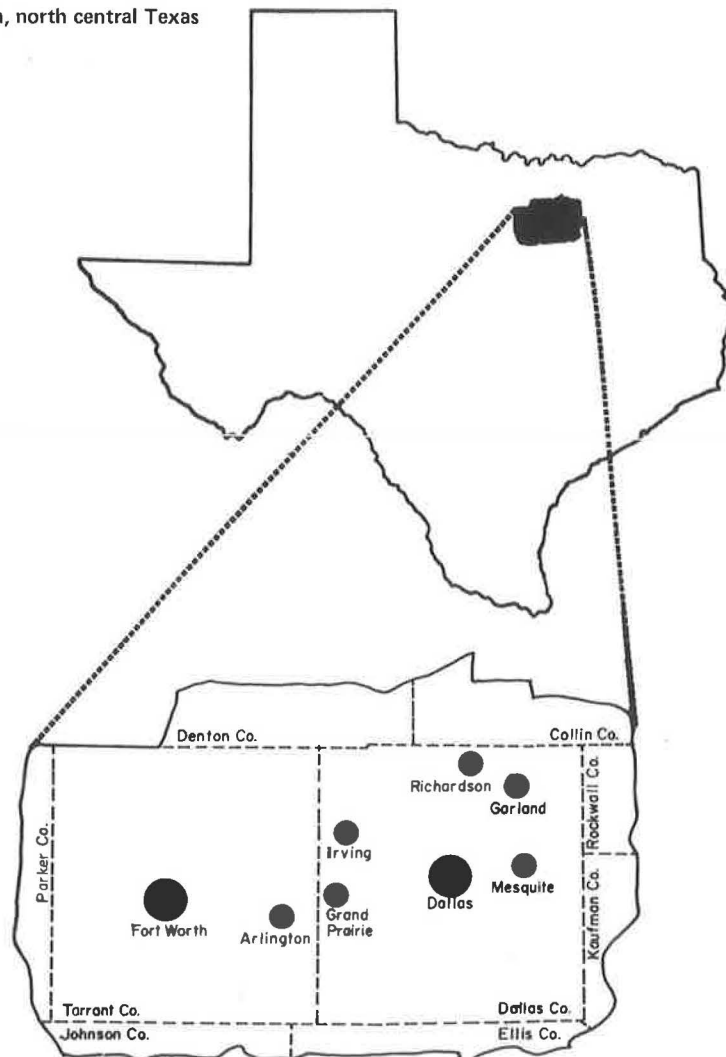 , north central Texas
Denton Co.
Collin Co.
Richardson
Garland
Rockwall Co.
Parker Co.
Irving
Mesquite
Dallas
Kaufman Co.
Fort Worth
Arlington
Grand
Prairie
Tarrant Co.
Dallas Co.
Johnson Co.
Ellis Co.